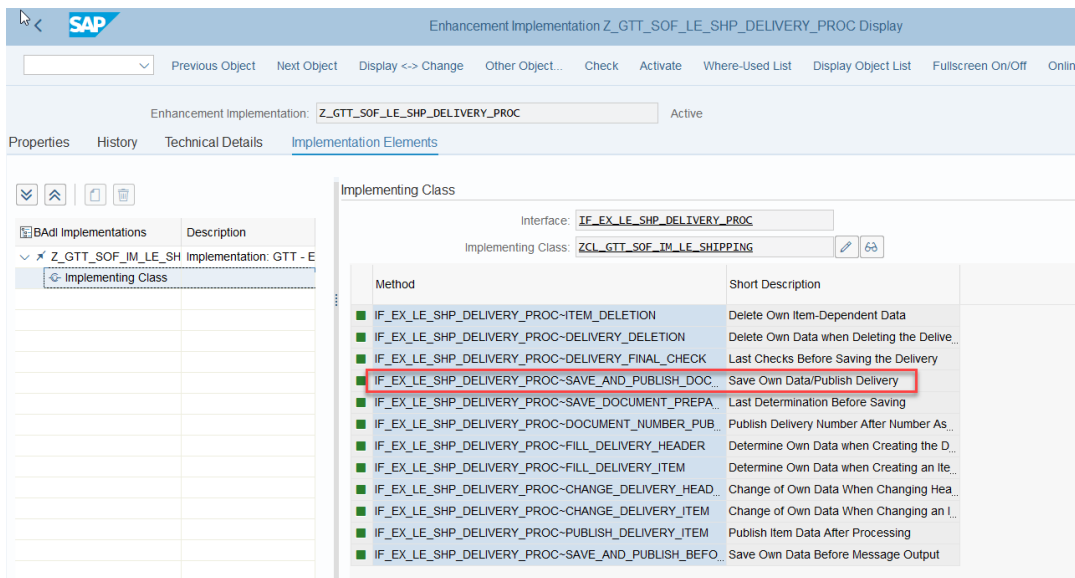 SAP Enhancement Implementation Z_GTT_SOF_LE_SHP_DELIVERY_PROC Display
Previous Object Next Object Display <-> Change Other Object... Check Activate Where-Used List Display Object List Fullscreen On/Off Onlin
Enhancement Implementation: Z_GTT_SOF_LE_SHP_DELIVERY_PROC Active
Properties History Technical Details Implementation Elements
Implementing Class
Interface: IF_EX_LE_SHP_DELIVERY_PROC
Implementing Class: ZCL_GTT_SOF_IM_LE_SHIPPING
BAdI Implementations Description
Z_GTT_SOF_IM_LE_SH Implementation: GTT - E
Implementing Class
Method Short Description
IF_EX_LE_SHP_DELIVERY_PROC~ITEM_DELETION Delete Own Item-Dependent Data
IF_EX_LE_SHP_DELIVERY_PROC~DELIVERY_DELETION Delete Own Data when Deleting the Delive...
IF_EX_LE_SHP_DELIVERY_PROC~DELIVERY_FINAL_CHECK Last Checks Before Saving the Delivery
IF_EX_LE_SHP_DELIVERY_PROC~SAVE_AND_PUBLISH_DOC... Save Own Data/Publish Delivery
IF_EX_LE_SHP_DELIVERY_PROC~SAVE_DOCUMENT_PREPA... Last Determination Before Saving
IF_EX_LE_SHP_DELIVERY_PROC~DOCUMENT_NUMBER_PUB... Publish Delivery Number After Number As...
IF_EX_LE_SHP_DELIVERY_PROC~FILL_DELIVERY_HEADER Determine Own Data when Creating the D...
IF_EX_LE_SHP_DELIVERY_PROC~FILL_DELIVERY_ITEM Determine Own Data when Creating an Ite...
IF_EX_LE_SHP_DELIVERY_PROC~CHANGE_DELIVERY_HEAD... Change of Own Data When Changing Hea...
IF_EX_LE_SHP_DELIVERY_PROC~CHANGE_DELIVERY_ITEM Change of Own Data When Changing an I...
IF_EX_LE_SHP_DELIVERY_PROC~PUBLISH_DELIVERY_ITEM Publish Item Data After Processing
IF_EX_LE_SHP_DELIVERY_PROC~SAVE_AND_PUBLISH_BEFO... Save Own Data Before Message Output